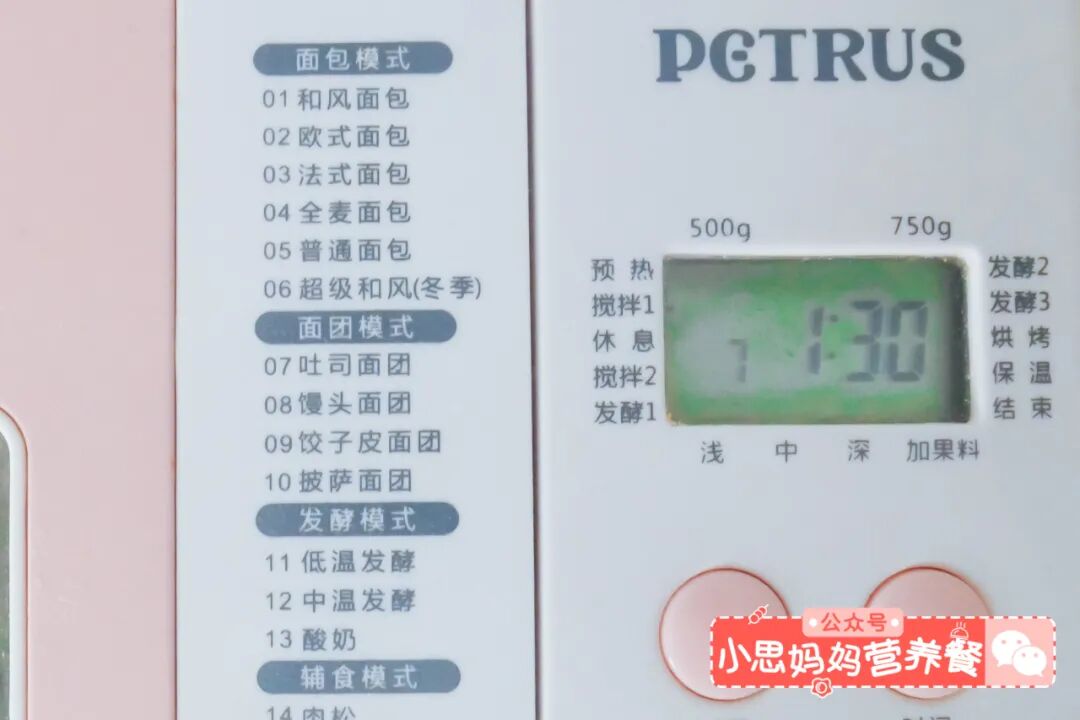 面包模式
01 和风面包
02 欧式面包
03 法式面包
04 全麦面包
05 普通面包
06 超级和风(冬季)
面团模式
07 吐司面团
08 馒头面团
09 饺子皮面团
10 披萨面团
发酵模式
11 低温发酵
12 中温发酵
13 酸奶
辅食模式
14 肉松
PETRUS
500g 750g
预热
搅拌1
休息
搅拌2
发酵1
7 1:30
发酵2
发酵3
烘烤
保温
结束
浅 中 深 加果料
公众号
小思妈妈营养餐